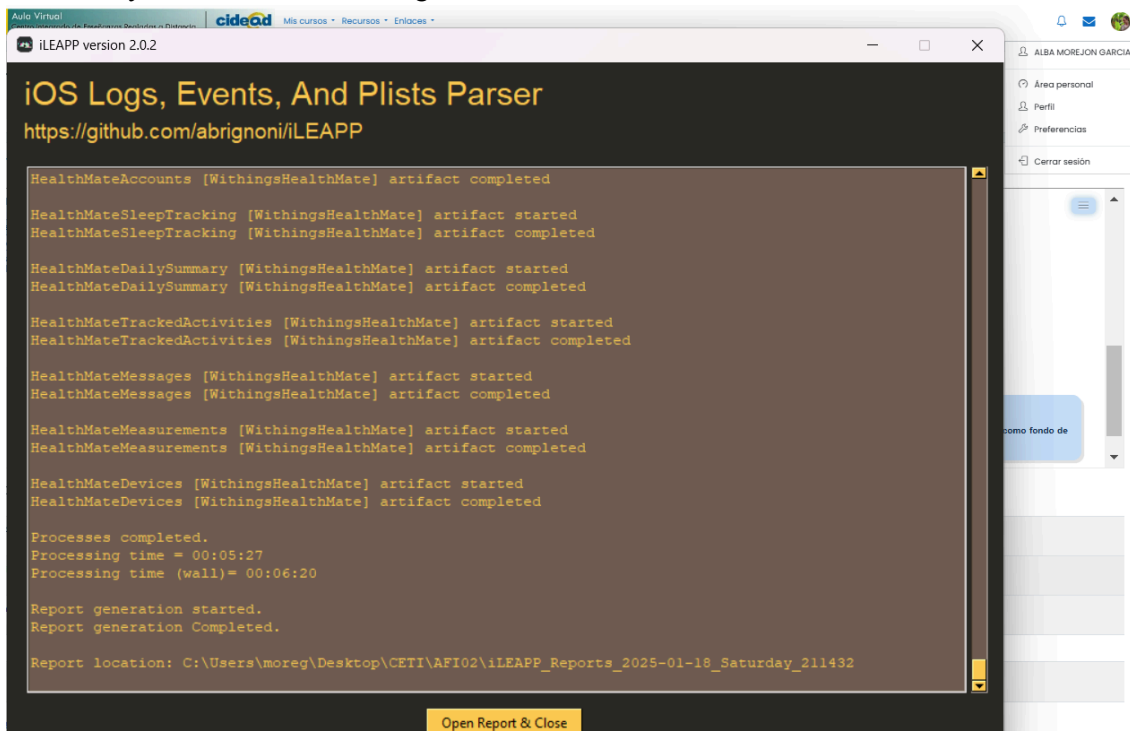 Aula Virtual
Centro Integrado de Enseñanzas Regladas a Distancia
cidead
Mis cursos Recursos Enlaces
iLEAPP version 2.0.2
ALBA MOREJON GARCIA
Área personal
Perfil
Preferencias
Cerrar sesión
iOS Logs, Events, And Plists Parser
https://github.com/abrignoni/iLEAPP
HealthMateAccounts [WithingsHealthMate] artifact completed
HealthMateSleepTracking [WithingsHealthMate] artifact started
HealthMateSleepTracking [WithingsHealthMate] artifact completed
HealthMateDailySummary [WithingsHealthMate] artifact started
HealthMateDailySummary [WithingsHealthMate] artifact completed
HealthMateTrackedActivities [WithingsHealthMate] artifact started
HealthMateTrackedActivities [WithingsHealthMate] artifact completed
HealthMateMessages [WithingsHealthMate] artifact started
HealthMateMessages [WithingsHealthMate] artifact completed
HealthMateMeasurements [WithingsHealthMate] artifact started
HealthMateMeasurements [WithingsHealthMate] artifact completed
como fondo de
HealthMateDevices [WithingsHealthMate] artifact started
HealthMateDevices [WithingsHealthMate] artifact completed
Processes completed.
Processing time = 00:05:27
Processing time (wall)= 00:06:20
Report generation started.
Report generation Completed.
Report location: C:\Users\moreg\Desktop\CETI\AFI02\iLEAPP_Reports_2025-01-18_Saturday_211432
Open Report & Close